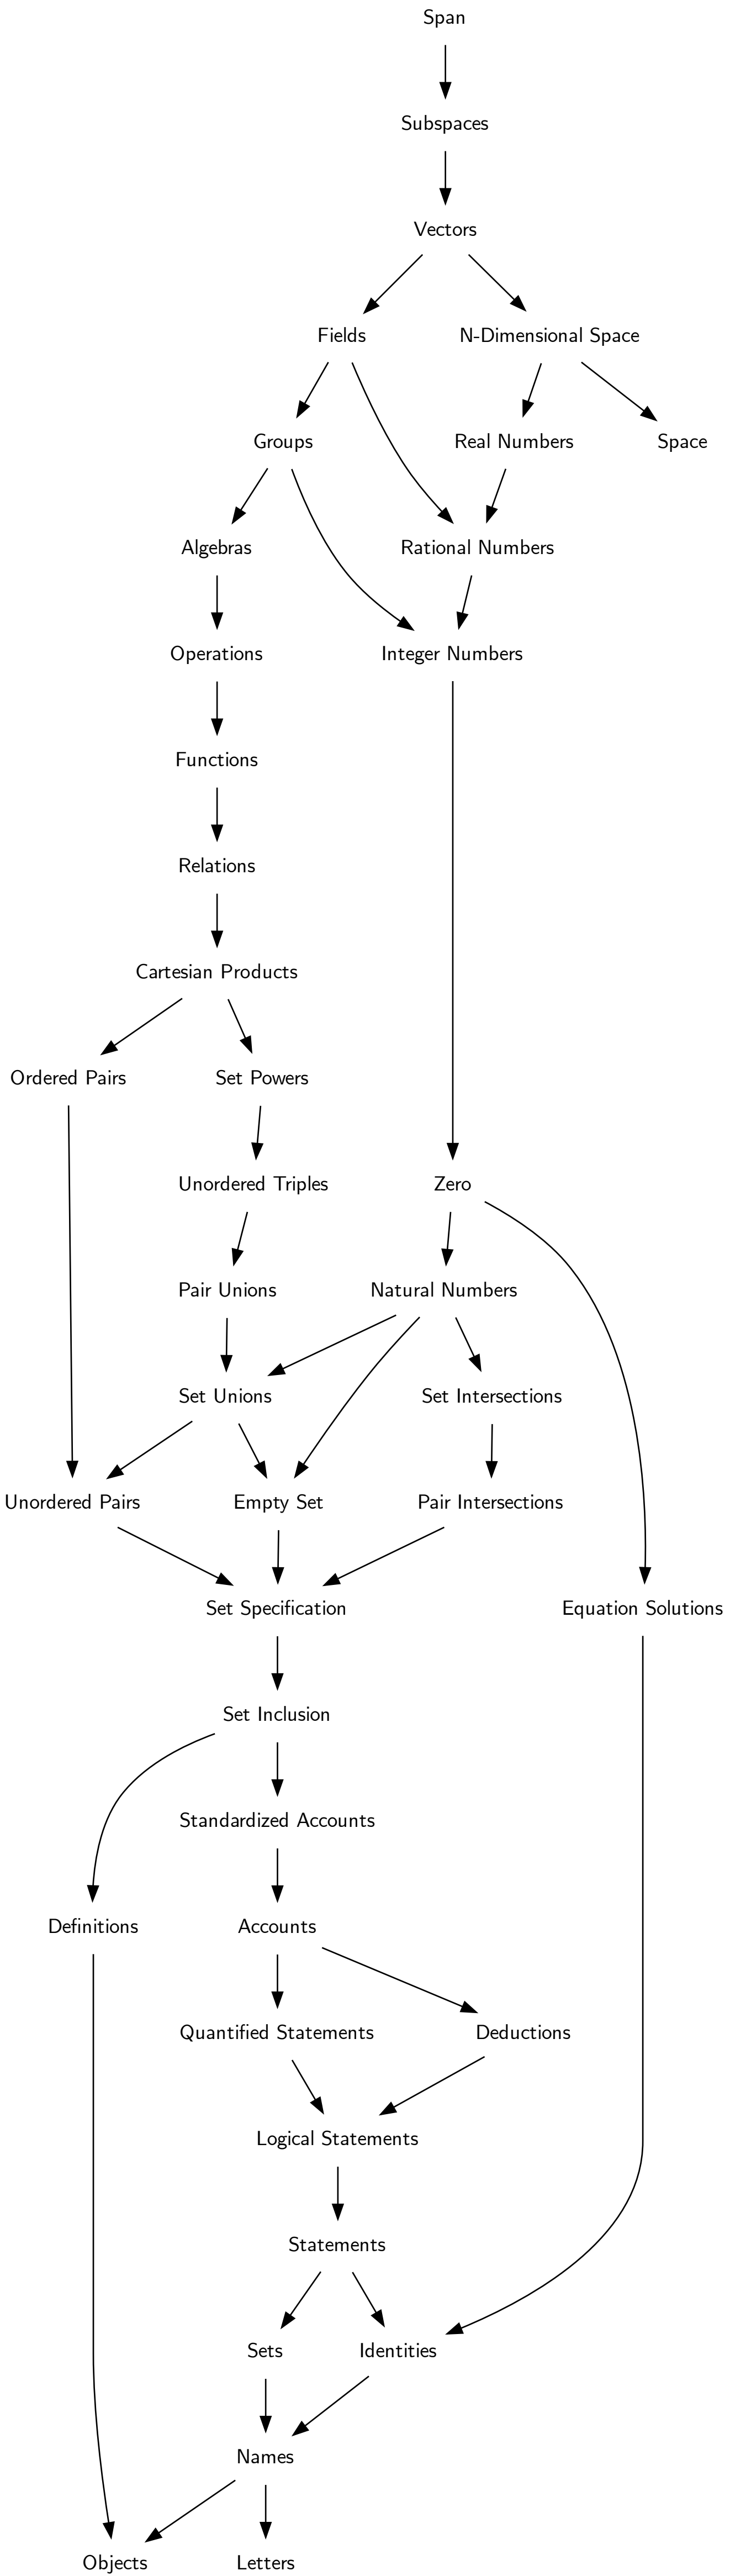 Span
Subspaces
Vectors
Fields
N-Dimensional Space
Groups
Real Numbers
Space
Algebras
Rational Numbers
Operations
Integer Numbers
Functions
Relations
Cartesian Products
Ordered Pairs
Set Powers
Unordered Triples
Zero
Pair Unions
Natural Numbers
Set Unions
Set Intersections
Unordered Pairs
Empty Set
Pair Intersections
Set Specification
Equation Solutions
Set Inclusion
Standardized Accounts
Definitions
Accounts
Quantified Statements
Deductions
Logical Statements
Statements
Sets
Identities
Names
Objects
Letters